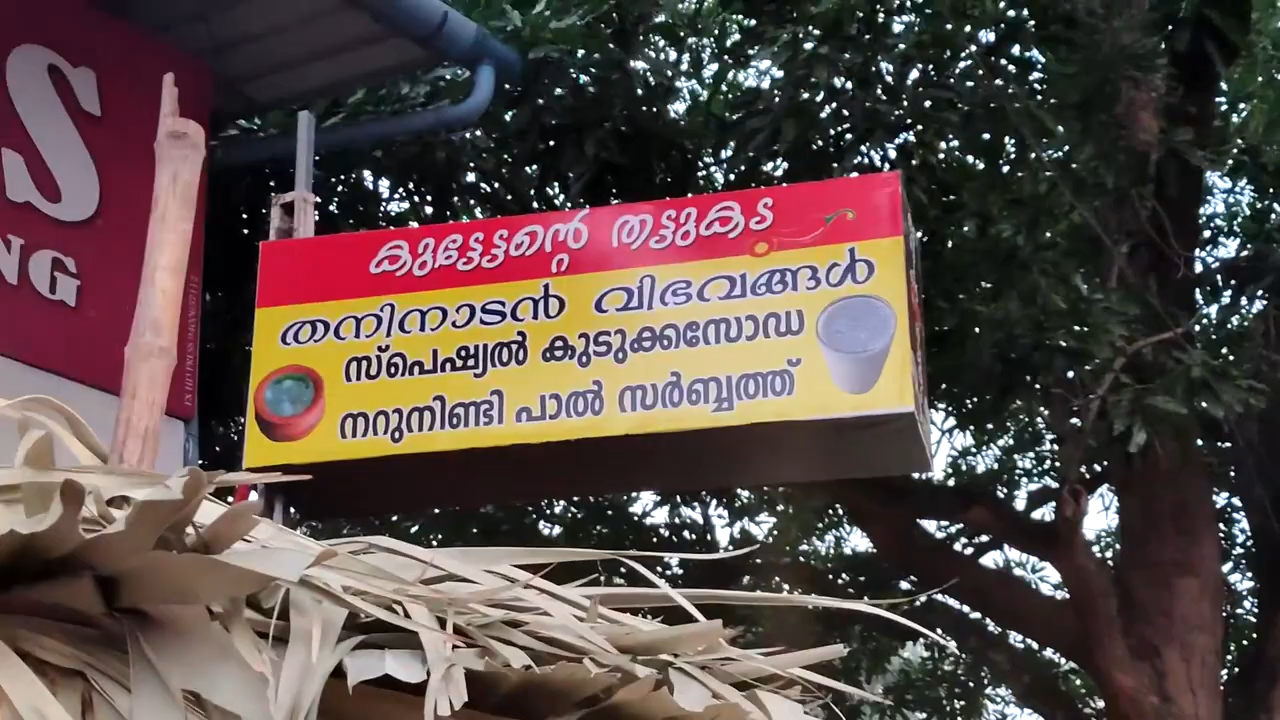 S
NG
കുട്ടേട്ടന്റെ തട്ടുകട
തനിനാടൻ വിഭവങ്ങൾ
സ്പെഷ്യൽ കുടുക്കസോഡ
നറുനിണ്ടി പാൽ സർബ്ബത്ത്